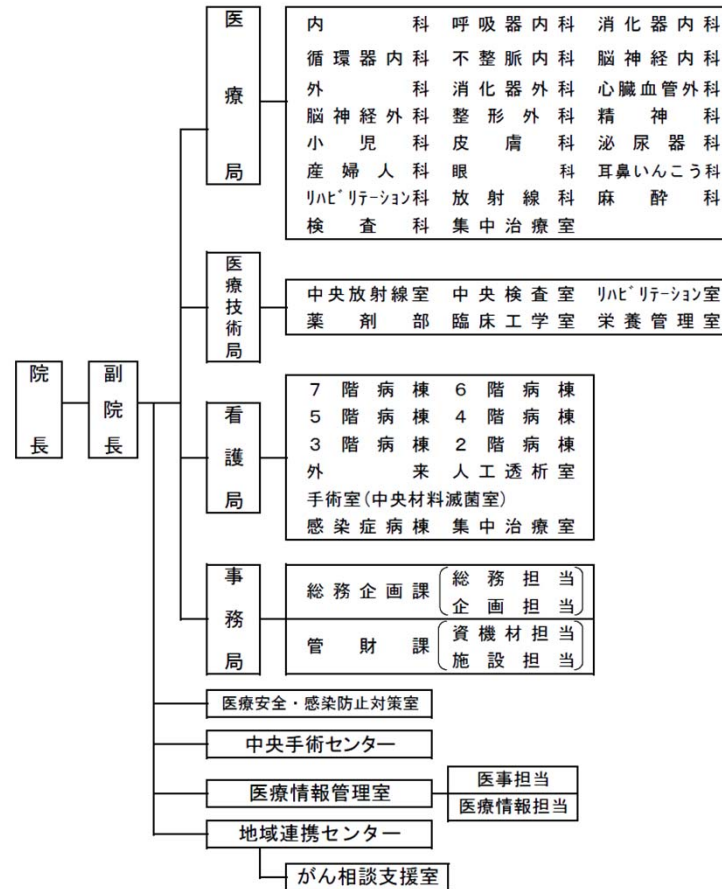 院長
副院長
医療局
内科 呼吸器内科 消化器内科
循環器内科 不整脈内科 脳神経内科
外科 消化器外科 心臓血管外科
脳神経外科 整形外科 精神科
小児科 皮膚科 泌尿器科
産婦人科 眼科 耳鼻いんこう科
ﾘﾊﾋﾞﾘﾃｰｼｮﾝ科 放射線科 麻酔科
検査科 集中治療室
医療技術局
中央放射線室 中央検査室 ﾘﾊﾋﾞﾘﾃｰｼｮﾝ室
薬剤部 臨床工学室 栄養管理室
看護局
7階病棟 6階病棟
5階病棟 4階病棟
3階病棟 2階病棟
外来 人工透析室
手術室(中央材料滅菌室)
感染症病棟 集中治療室
事務局
総務企画課
総務担当
企画担当
管財課
資機材担当
施設担当
医療安全・感染防止対策室
中央手術センター
医療情報管理室
医事担当
医療情報担当
地域連携センター
がん相談支援室